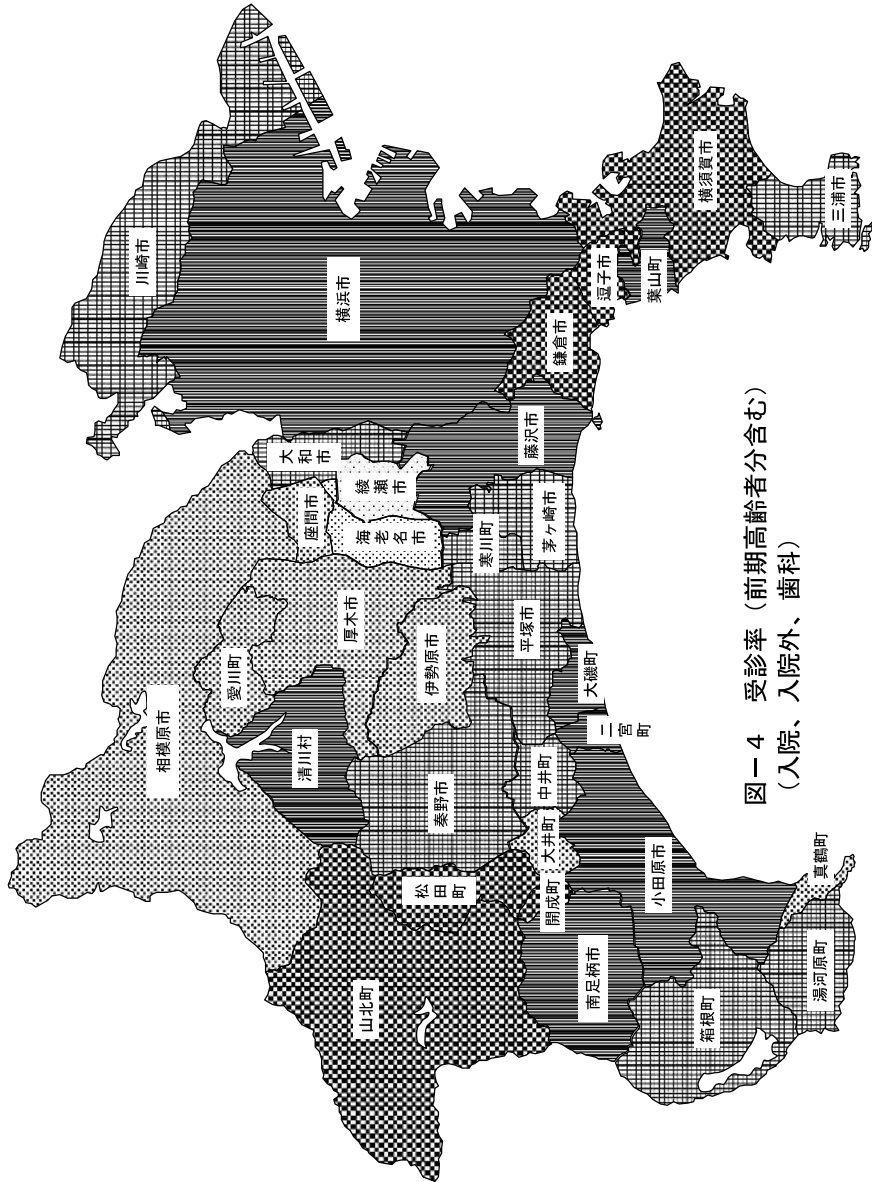 川崎市
横浜市
横須賀市
三浦市
逗子市
葉山町
鎌倉市
藤沢市
大和市
綾瀬市
座間市
海老名市
寒川町
茅ヶ崎市
相模原市
愛川町
厚木市
伊勢原市
平塚市
大磯町
二宮町
清川村
秦野市
中井町
大井町
松田町
開成町
小田原市
真鶴町
山北町
南足柄市
箱根町
湯河原町
図－4　受診率（前期高齢者分含む）
（入院、入院外、歯科）